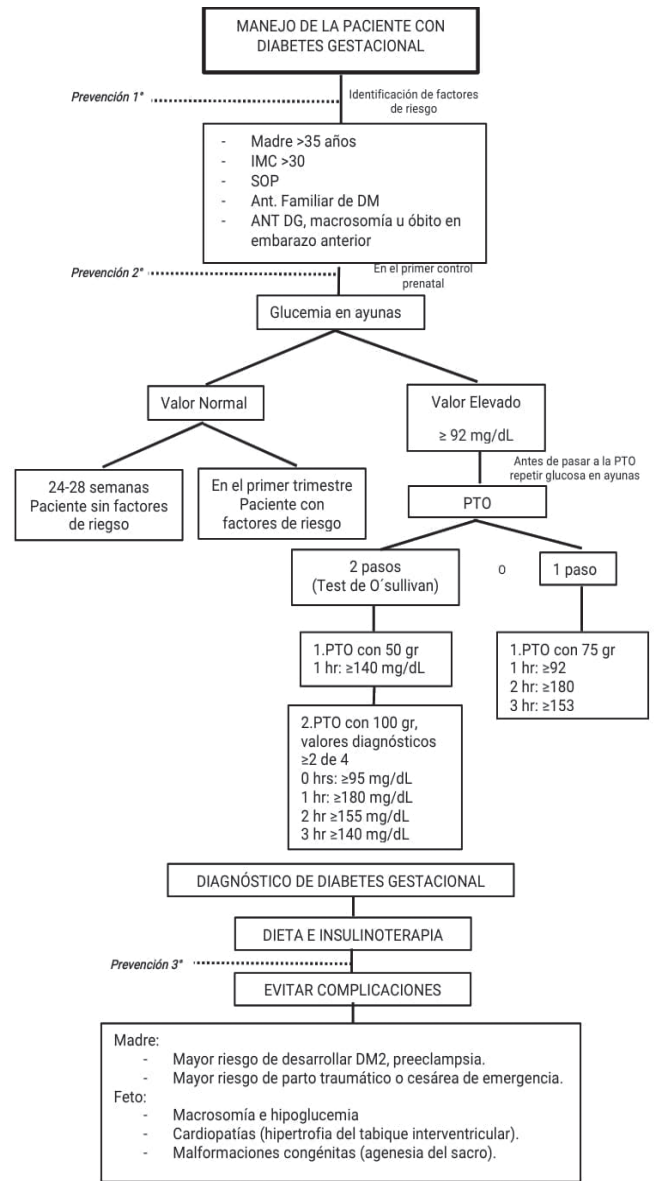 MANEJO DE LA PACIENTE CON
DIABETES GESTACIONAL
Prevención 1°
Identificación de factores
de riesgo
- Madre >35 años
- IMC >30
- SOP
- Ant. Familiar de DM
- ANT DG, macrosomía u óbito en
embarazo anterior
Prevención 2°
En el primer control
prenatal
Glucemia en ayunas
Valor Normal
Valor Elevado
≥ 92 mg/dL
24-28 semanas
Paciente sin factores
de riegso
En el primer trimestre
Paciente con
factores de riesgo
Antes de pasar a la PTO
repetir glucosa en ayunas
PTO
2 pasos
(Test de O´sullivan)
O
1 paso
1.PTO con 50 gr
1 hr: ≥140 mg/dL
1.PTO con 75 gr
1 hr: ≥92
2 hr: ≥180
3 hr: ≥153
2.PTO con 100 gr,
valores diagnósticos
≥2 de 4
0 hrs: ≥95 mg/dL
1 hr: ≥180 mg/dL
2 hr ≥155 mg/dL
3 hr ≥140 mg/dL
DIAGNÓSTICO DE DIABETES GESTACIONAL
DIETA E INSULINOTERAPIA
Prevención 3°
EVITAR COMPLICACIONES
Madre:
- Mayor riesgo de desarrollar DM2, preeclampsia.
- Mayor riesgo de parto traumático o cesárea de emergencia.
Feto:
- Macrosomía e hipoglucemia
- Cardiopatías (hipertrofia del tabique interventricular).
- Malformaciones congénitas (agenesia del sacro).